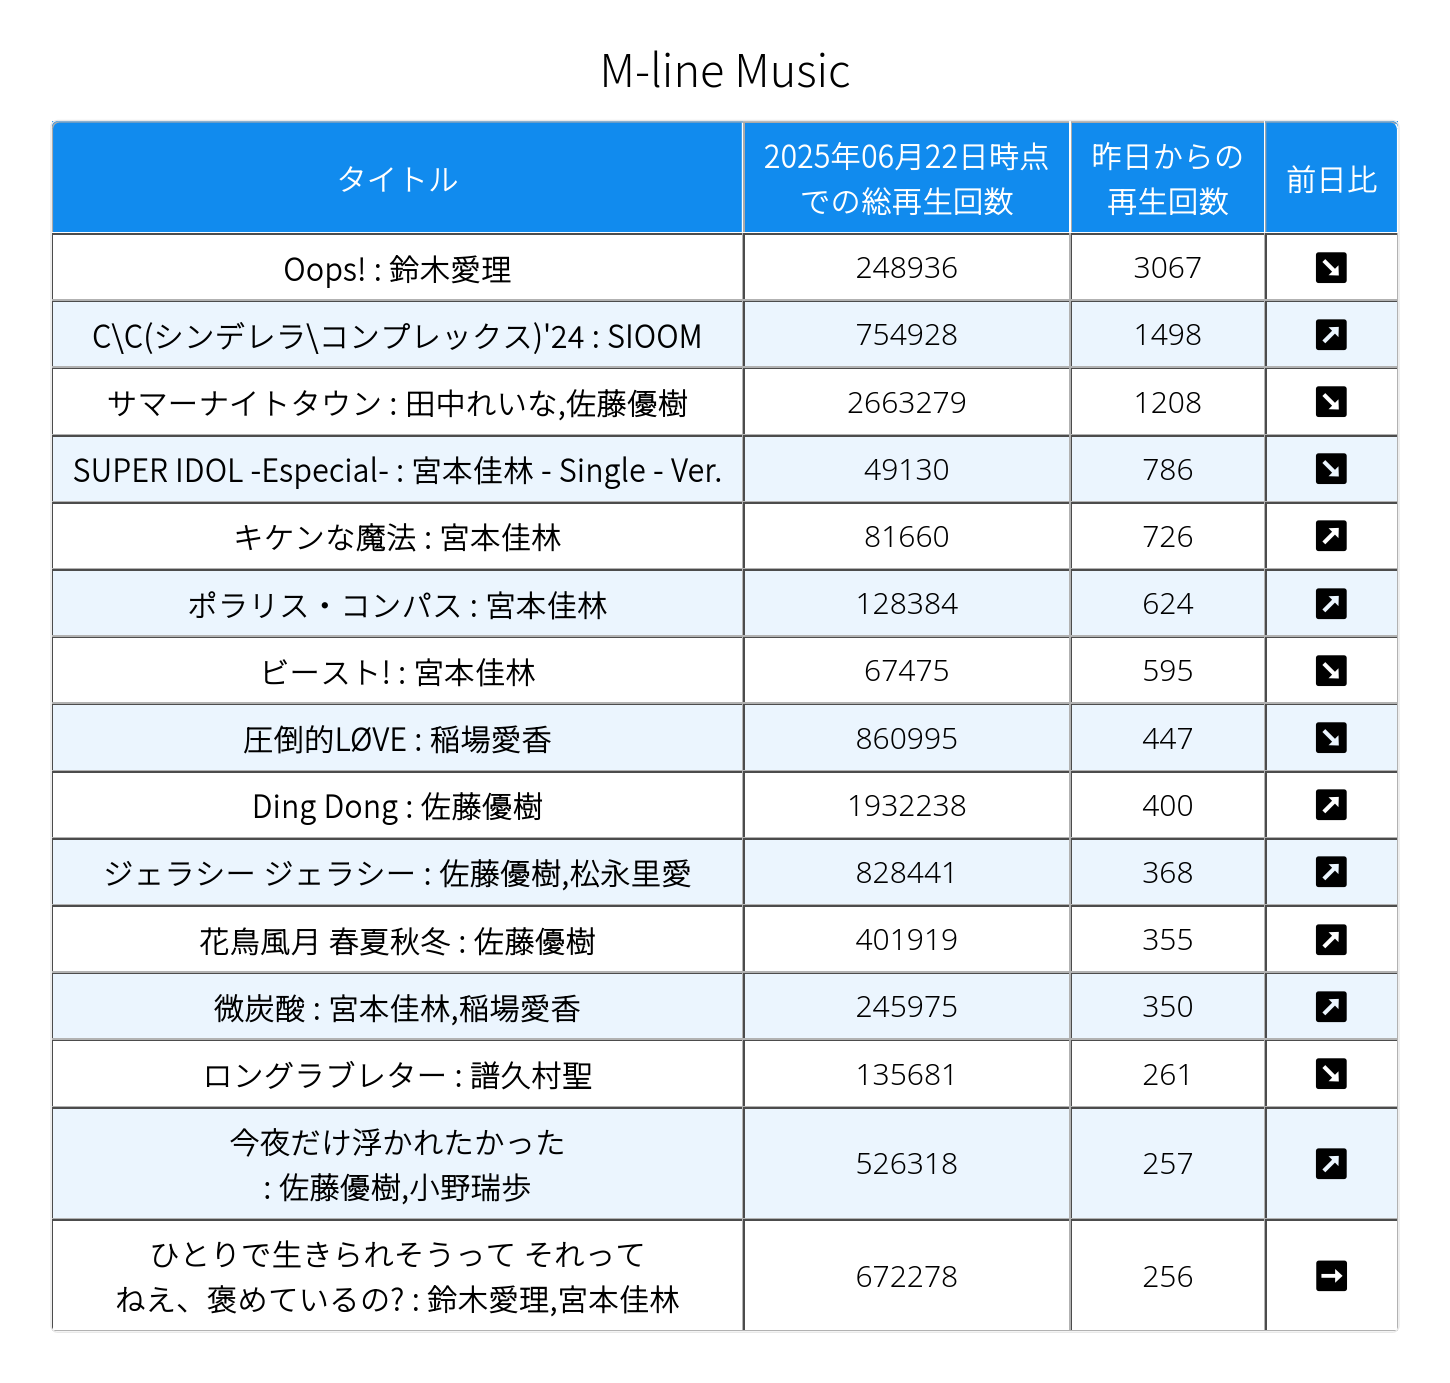 M-line Music
タイトル
2025年06月22日時点
での総再生回数
昨日からの
再生回数
前日比
Oops! : 鈴木愛理
248936
3067
↘
C\C(シンデレラ\コンプレックス)'24 : SIOOM
754928
1498
↗
サマーナイトタウン : 田中れいな,佐藤優樹
2663279
1208
↘
SUPER IDOL -Especial- : 宮本佳林 - Single - Ver.
49130
786
↘
キケンな魔法 : 宮本佳林
81660
726
↗
ポラリス・コンパス : 宮本佳林
128384
624
↗
ビースト! : 宮本佳林
67475
595
↘
圧倒的LØVE : 稲場愛香
860995
447
↘
Ding Dong : 佐藤優樹
1932238
400
↗
ジェラシー ジェラシー : 佐藤優樹,松永里愛
828441
368
↗
花鳥風月 春夏秋冬 : 佐藤優樹
401919
355
↗
微炭酸 : 宮本佳林,稲場愛香
245975
350
↗
ロングラブレター : 譜久村聖
135681
261
↘
今夜だけ浮かれたかった
: 佐藤優樹,小野瑞歩
526318
257
↗
ひとりで生きられそうって それって
ねえ、褒めているの? : 鈴木愛理,宮本佳林
672278
256
→